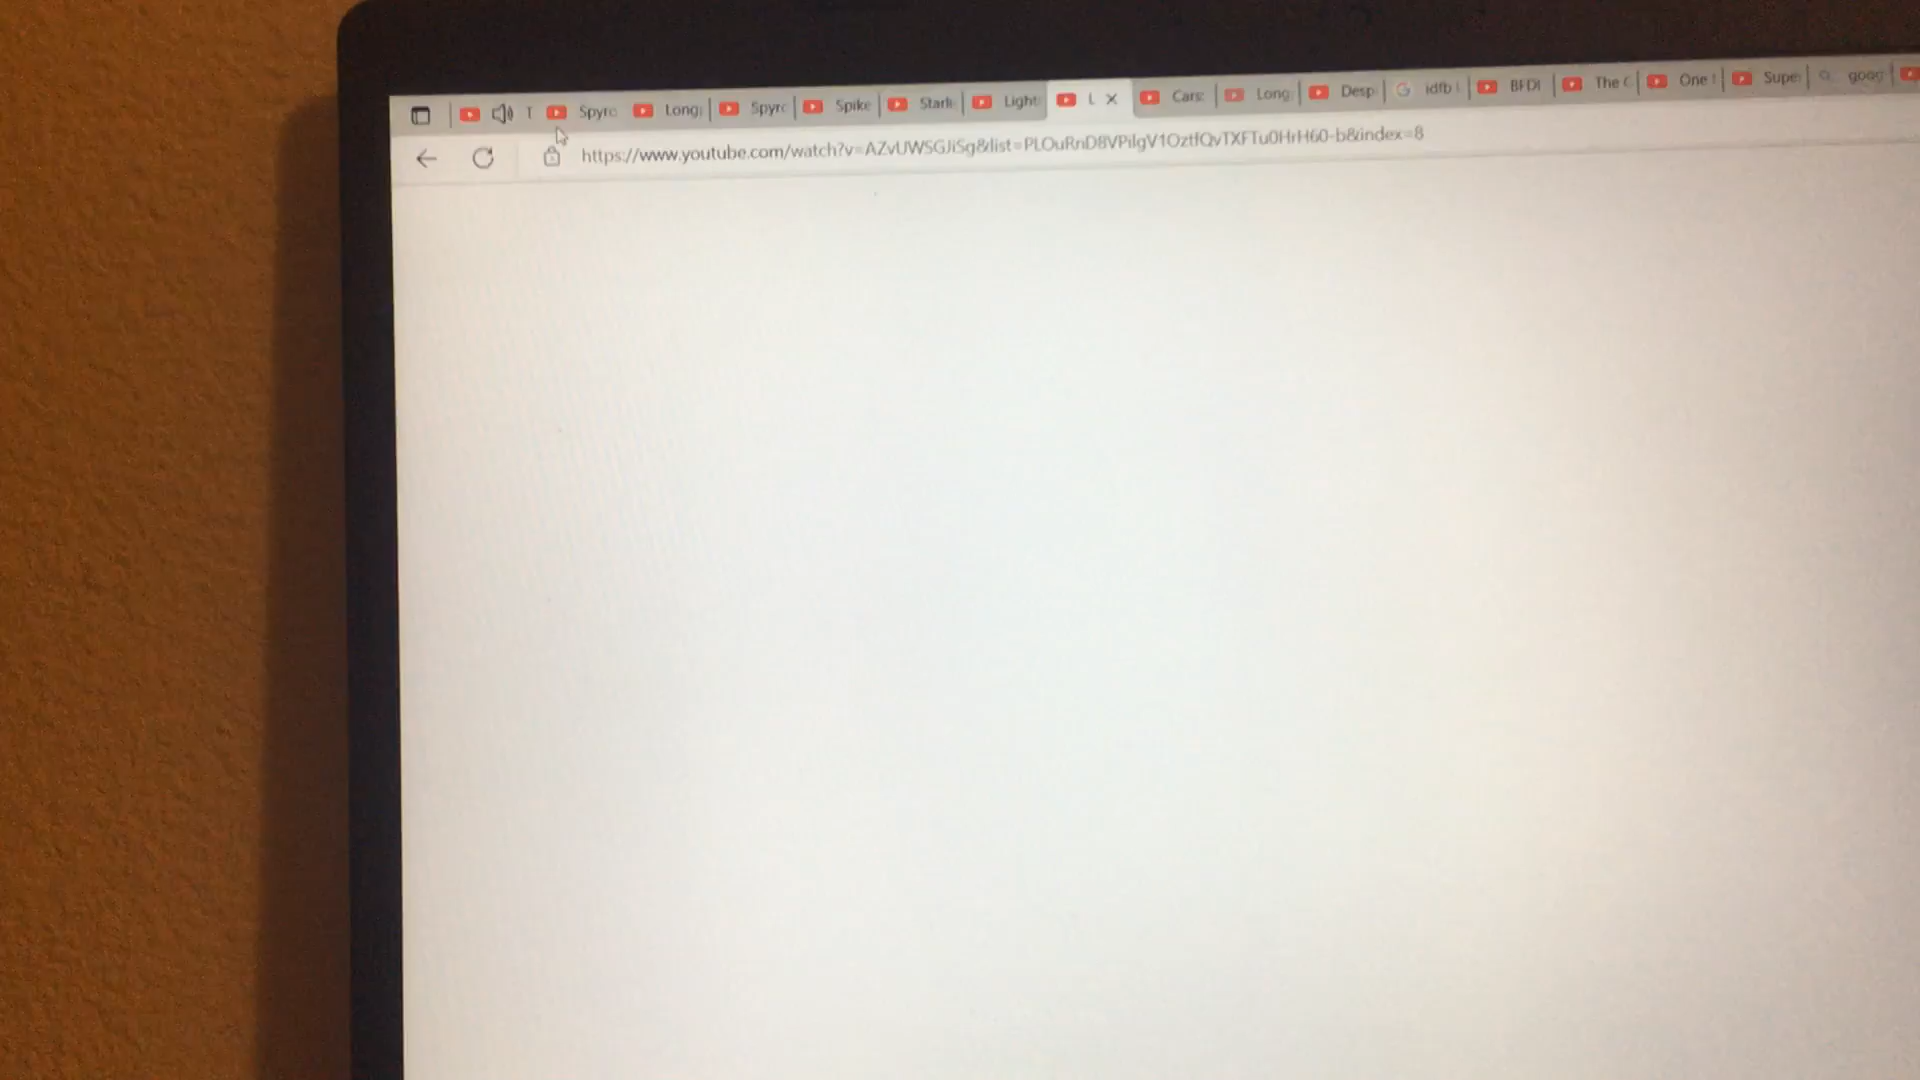 T Spyro Long Spyro Spike Starli Light L Cars: Long Desp idfb BFDI The C One Supe goog
https://www.youtube.com/watch?v=AZvUWSGJiSg&list=PLOuRnD8VPilgV1OztfQvTXFTu0HrH60-b&index=8